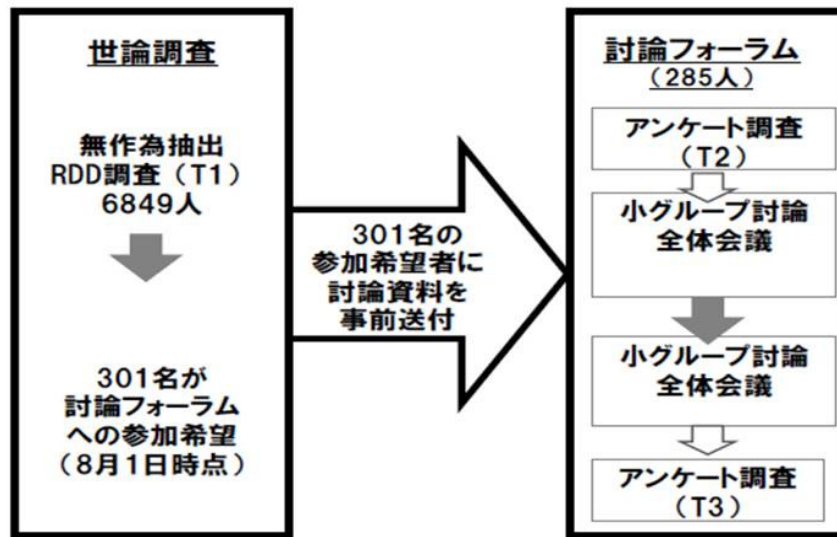 世論調査
無作為抽出
RDD調査(T1)
6849人
301名が
討論フォーラム
への参加希望
(8月1日時点)
301名の
参加希望者に
討論資料を
事前送付
討論フォーラム
(285人)
アンケート調査
(T2)
小グループ討論
全体会議
小グループ討論
全体会議
アンケート調査
(T3)